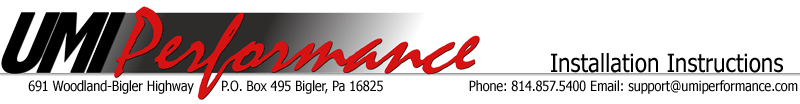 UMI Performance
Installation Instructions
691 Woodland-Bigler Highway P.O. Box 495 Bigler, Pa 16825 Phone: 814.857.5400 Email: support@umiperformance.com